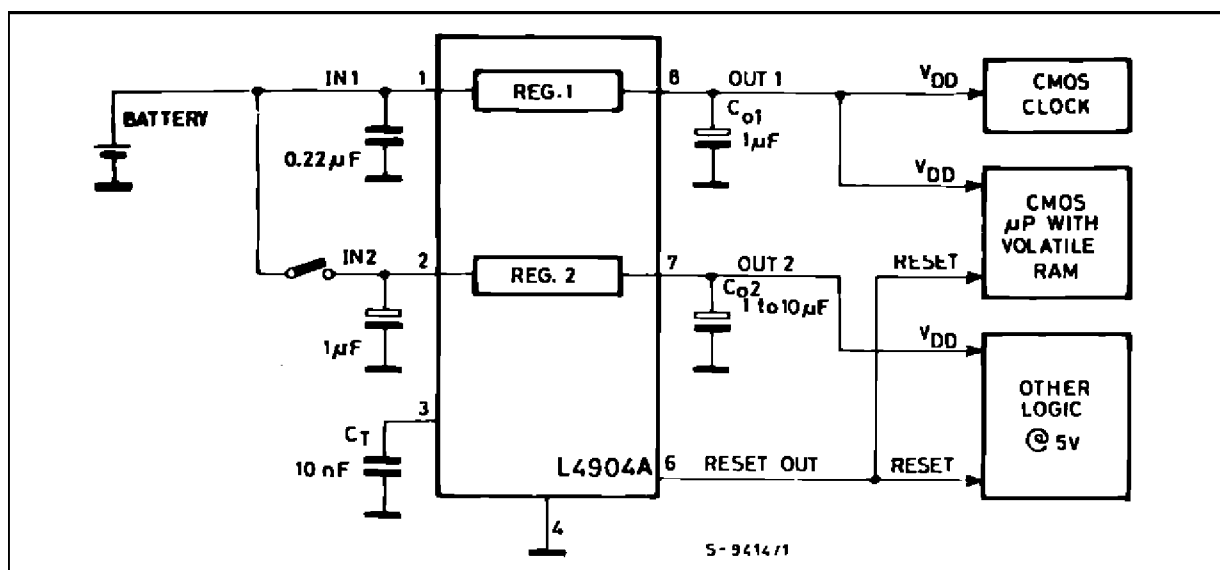 IN1
1
REG. 1
8
OUT 1
VDD
CMOS
CLOCK
BATTERY
0.22µF
Co1
1µF
VDD
CMOS
µP WITH
VOLATILE
RAM
IN2
2
REG. 2
7
OUT 2
RESET
Co2
1 to 10µF
1µF
VDD
3
OTHER
LOGIC
@ 5V
CT
10 nF
L4904A
6
RESET OUT
RESET
4
S-9414/1